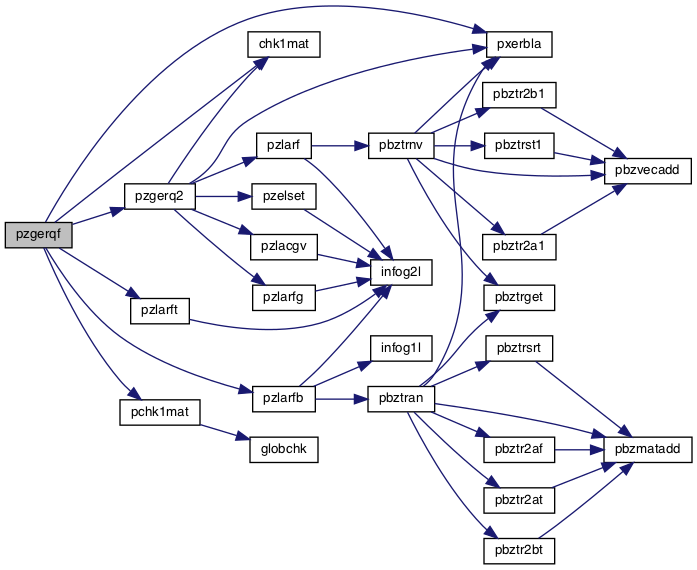 pzgerqf
chk1mat
pzgerq2
pzlarft
pchk1mat
pzlarf
pzelset
pzlacgv
pzlarfg
pzlarfb
globchk
pbztrnv
infog2l
infog1l
pbztran
pxerbla
pbztr2b1
pbztrst1
pbztr2a1
pbztrget
pbztrsrt
pbztr2af
pbztr2at
pbztr2bt
pbzvecadd
pbzmatadd